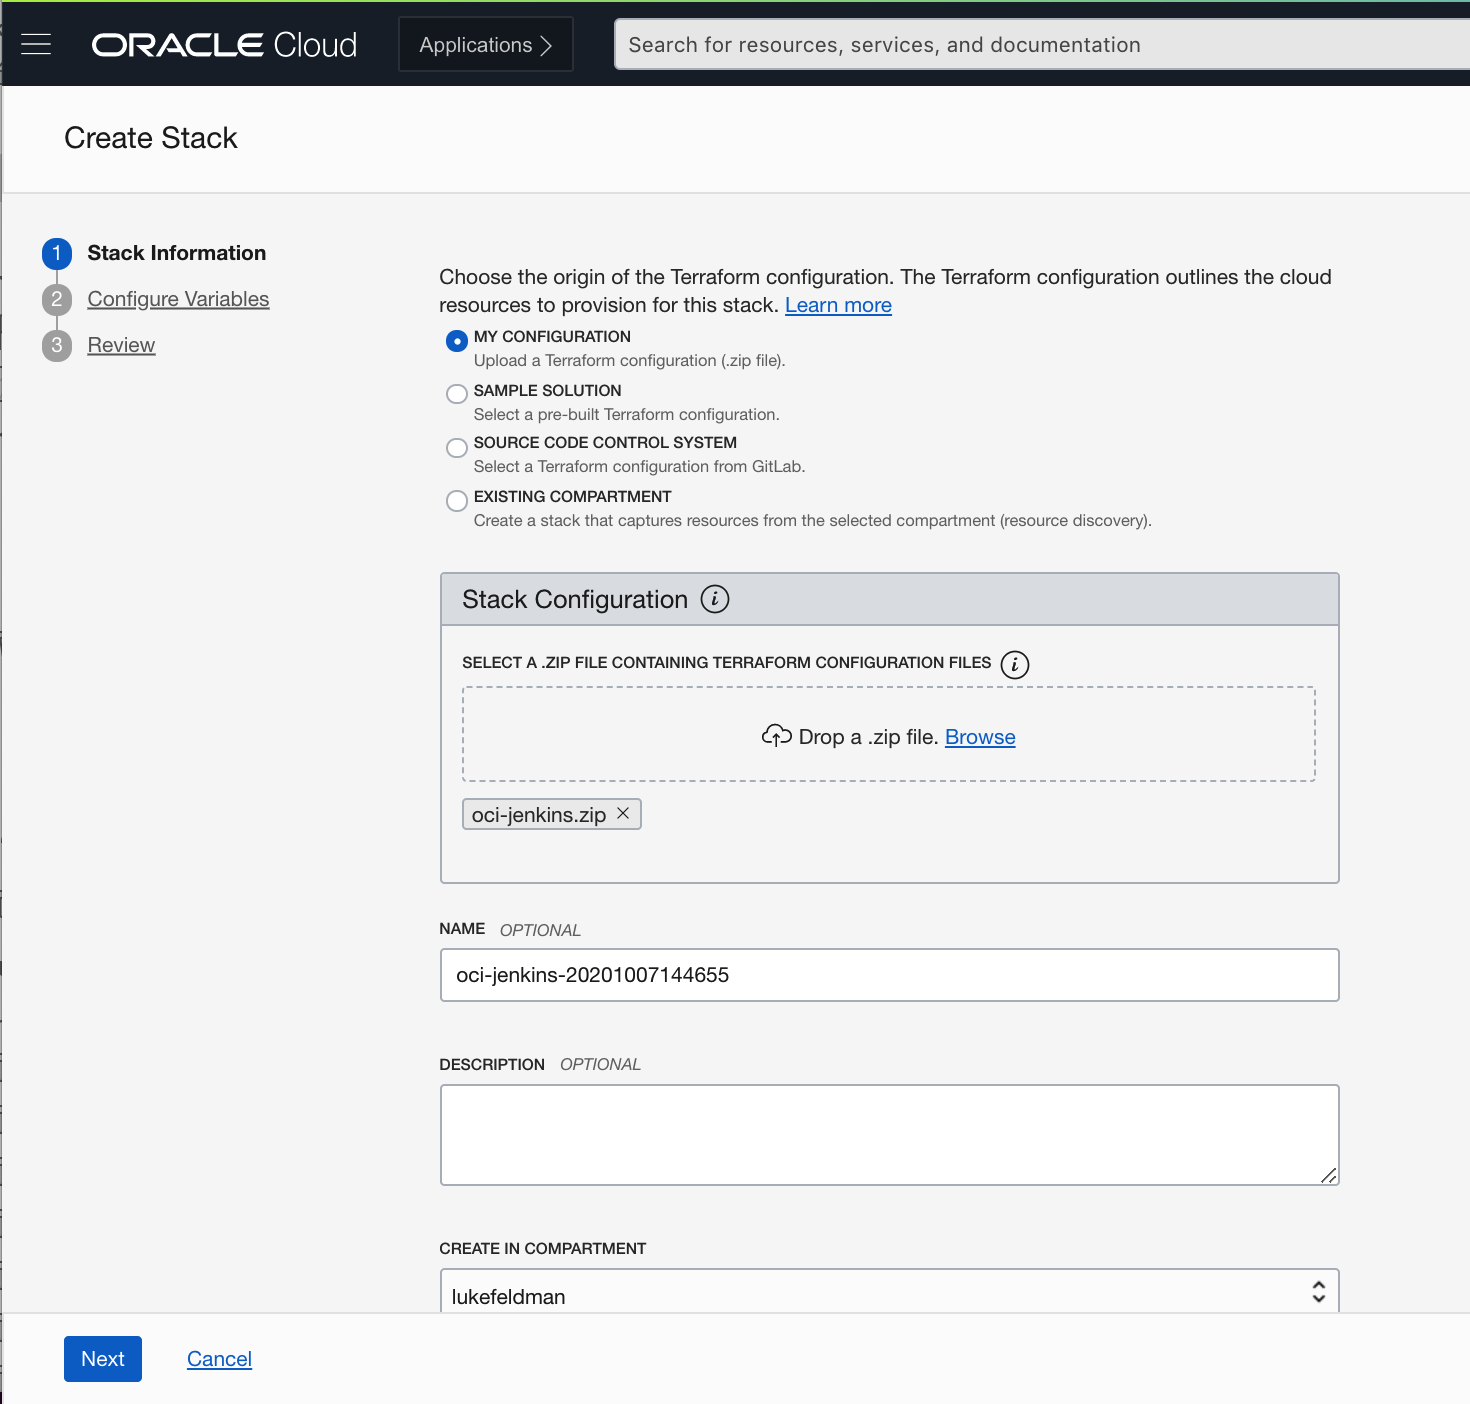 ORACLE Cloud
Applications
Search for resources, services, and documentation
Create Stack
1 Stack Information
2 Configure Variables
3 Review
Choose the origin of the Terraform configuration. The Terraform configuration outlines the cloud
resources to provision for this stack. Learn more
MY CONFIGURATION
Upload a Terraform configuration (.zip file).
SAMPLE SOLUTION
Select a pre-built Terraform configuration.
SOURCE CODE CONTROL SYSTEM
Select a Terraform configuration from GitLab.
EXISTING COMPARTMENT
Create a stack that captures resources from the selected compartment (resource discovery).
Stack Configuration i
SELECT A .ZIP FILE CONTAINING TERRAFORM CONFIGURATION FILES i
Drop a .zip file. Browse
oci-jenkins.zip
NAME OPTIONAL
oci-jenkins-20201007144655
DESCRIPTION OPTIONAL
CREATE IN COMPARTMENT
lukefeldman
Next Cancel